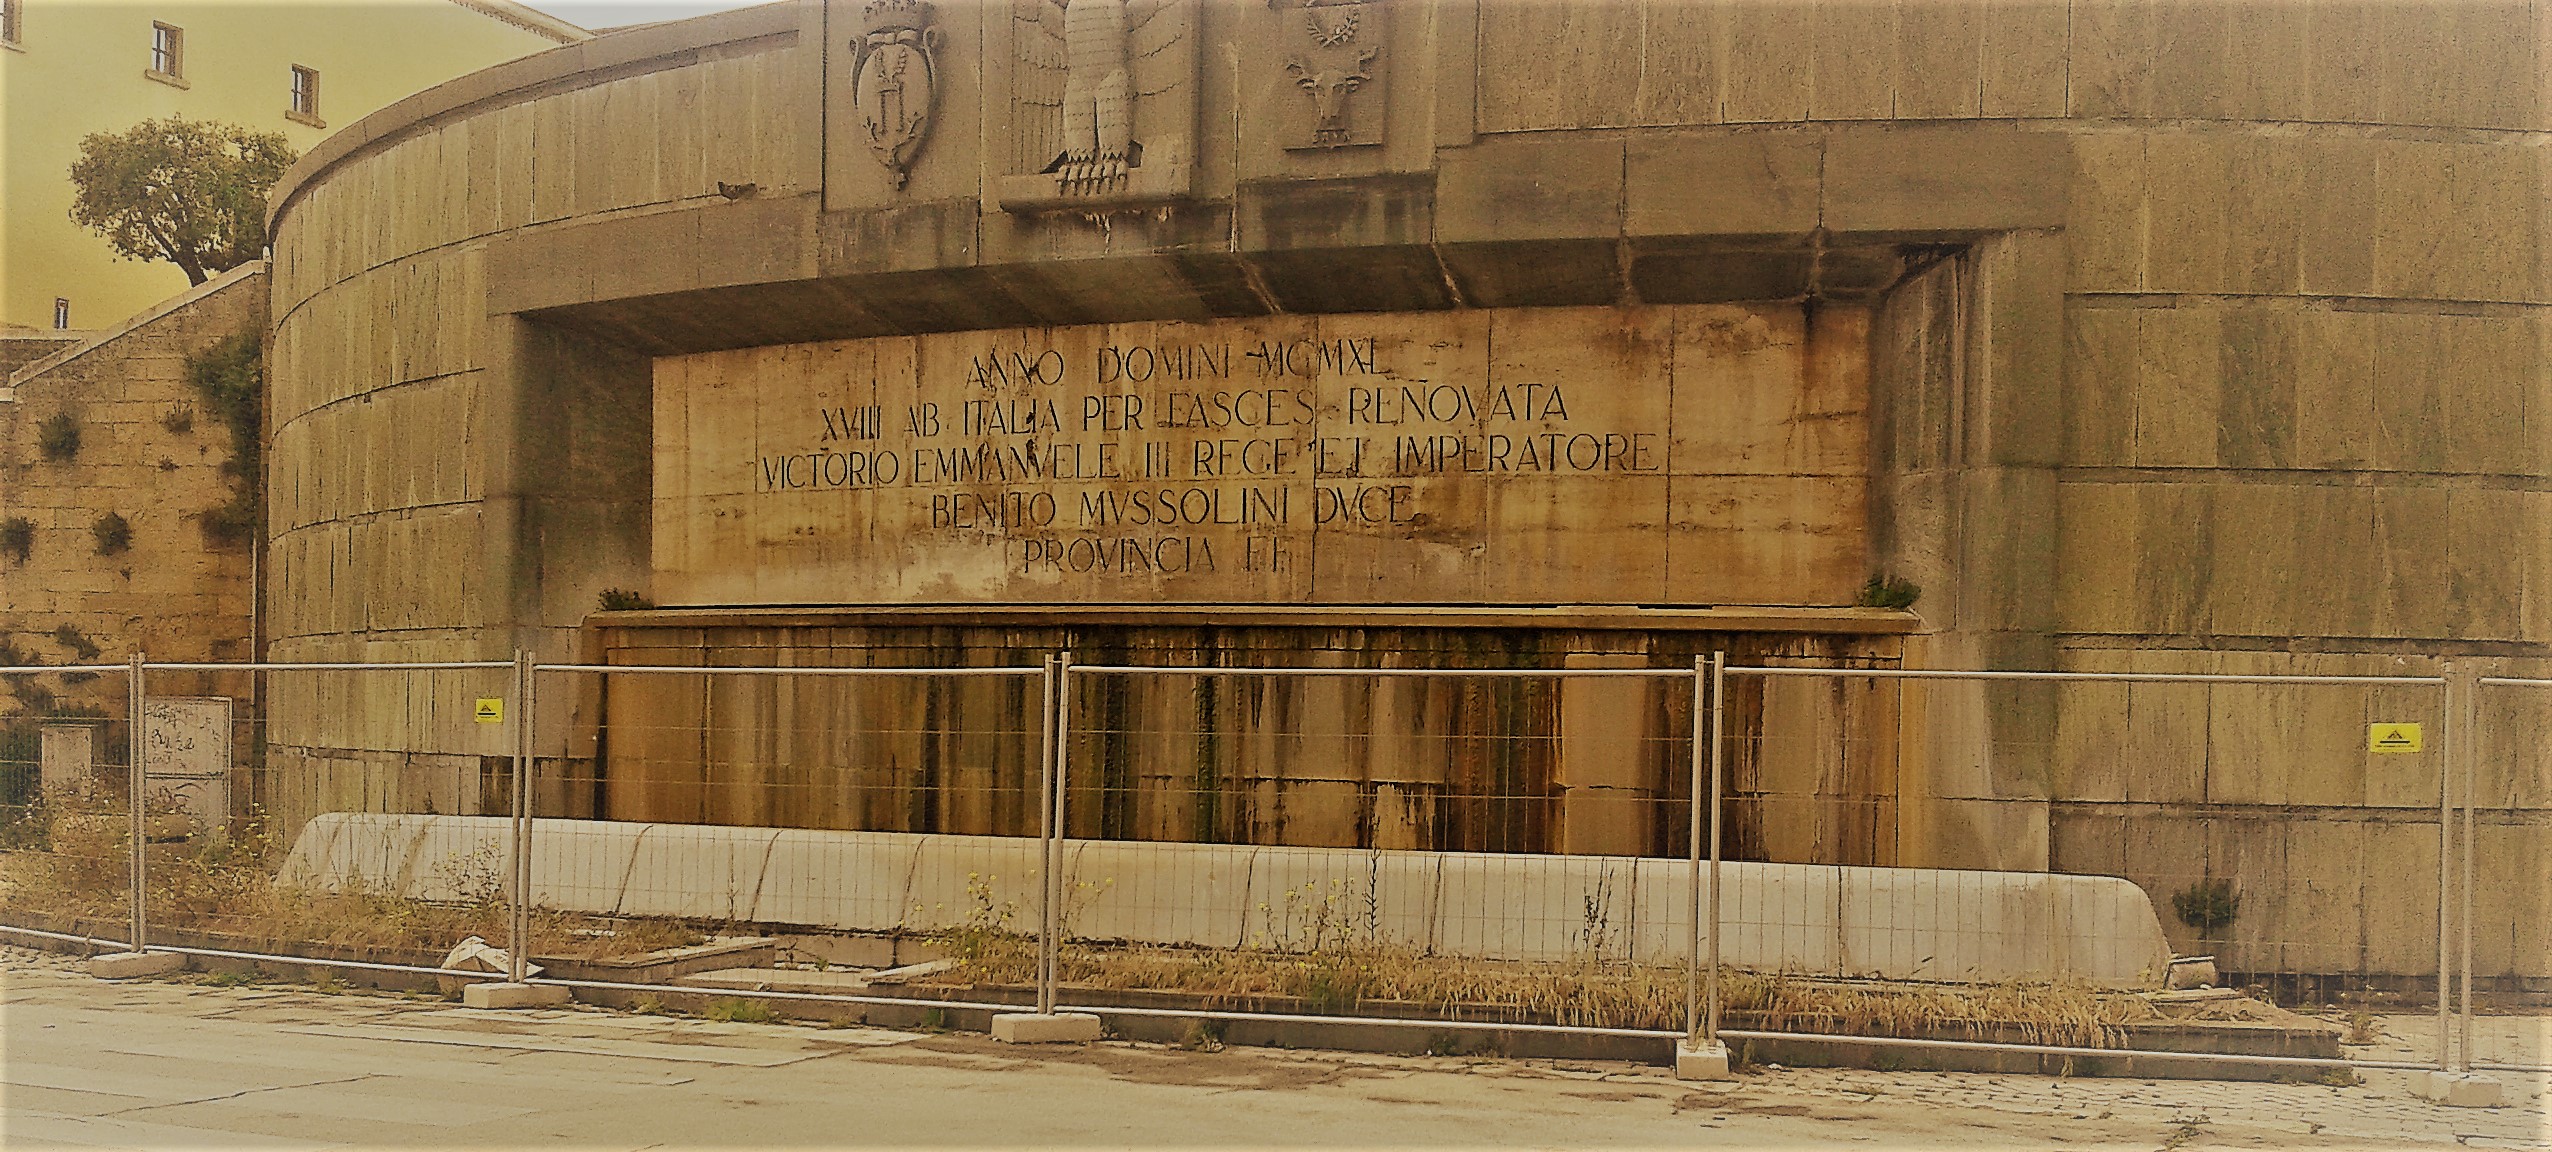 ANNO DOMINI MCMXL
XVIII AB ITALIA PER FASCES RENOVATA
VICTORIO EMMANVELE III REGE ET IMPERATORE
BENITO MVSSOLINI DVCE
PROVINCIA F.F.